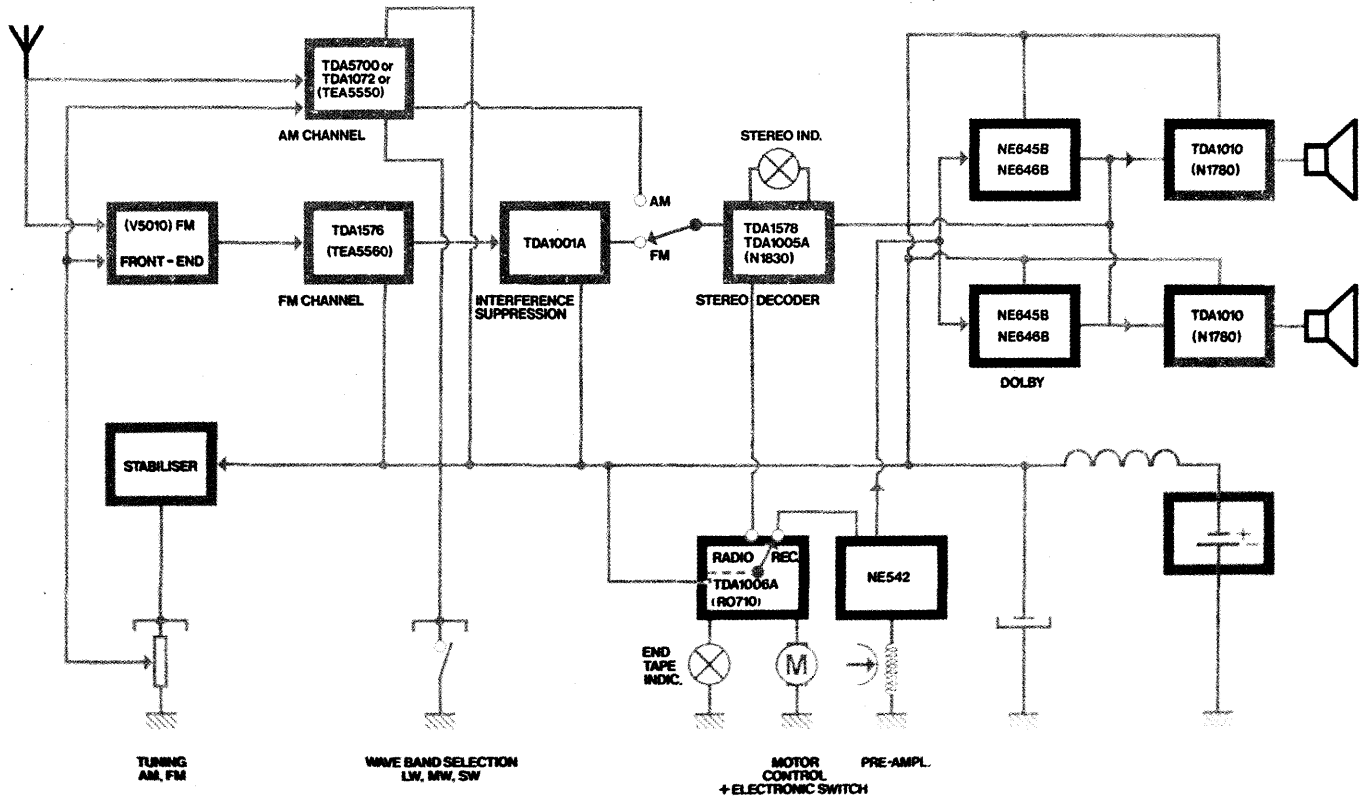 TDA5700 or
TDA1072 or
(TEA5550)
AM CHANNEL
STEREO IND.
NE645B
NE646B
TDA1010
(N1780)
(V5010) FM
FRONT - END
TDA1576
(TEA5560)
FM CHANNEL
TDA1001A
INTERFERENCE
SUPPRESSION
AM
FM
TDA1578
TDA1005A
(N1830)
STEREO DECODER
NE645B
NE646B
DOLBY
TDA1010
(N1780)
STABILISER
RADIO REC.
TDA1006A
(RO710)
NE542
+
-
END
TAPE
INDIC.
M
TUNING
AM, FM
WAVE BAND SELECTION
LW, MW, SW
MOTOR
CONTROL
+ ELECTRONIC SWITCH
PRE-AMPL.